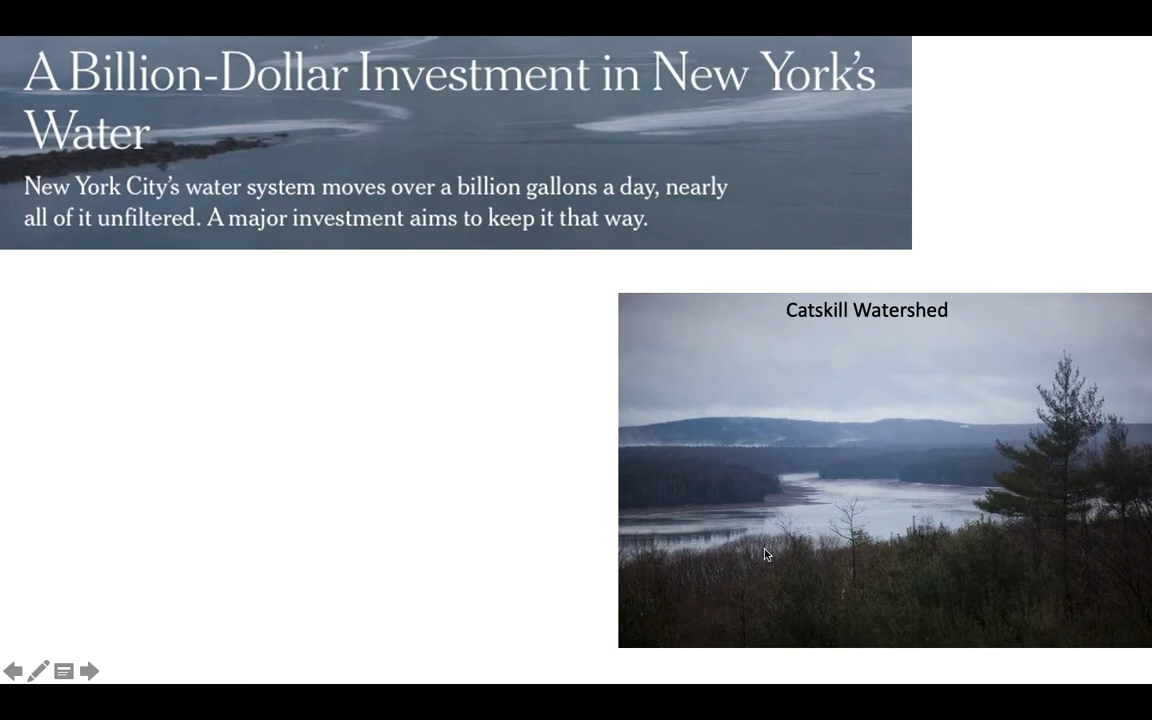 A Billion-Dollar Investment in New York's
Water
New York City's water system moves over a billion gallons a day, nearly
all of it unfiltered. A major investment aims to keep it that way.
Catskill Watershed